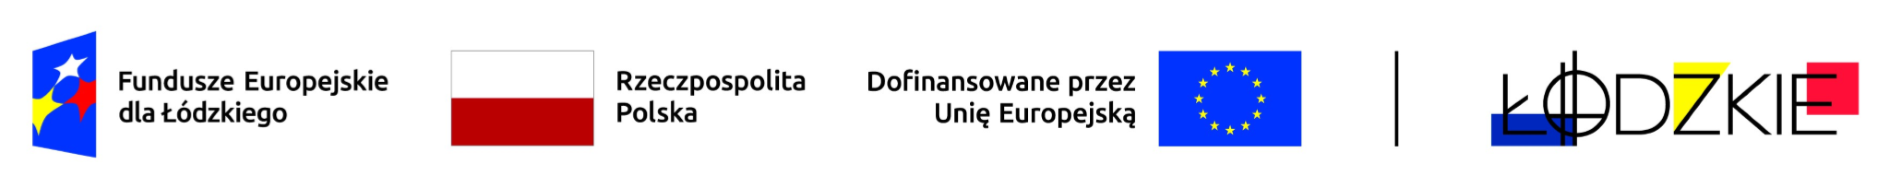 Fundusze Europejskie
dla Łódzkiego
Rzeczpospolita
Polska
Dofinansowane przez
Unię Europejską
ŁÓDZKIE